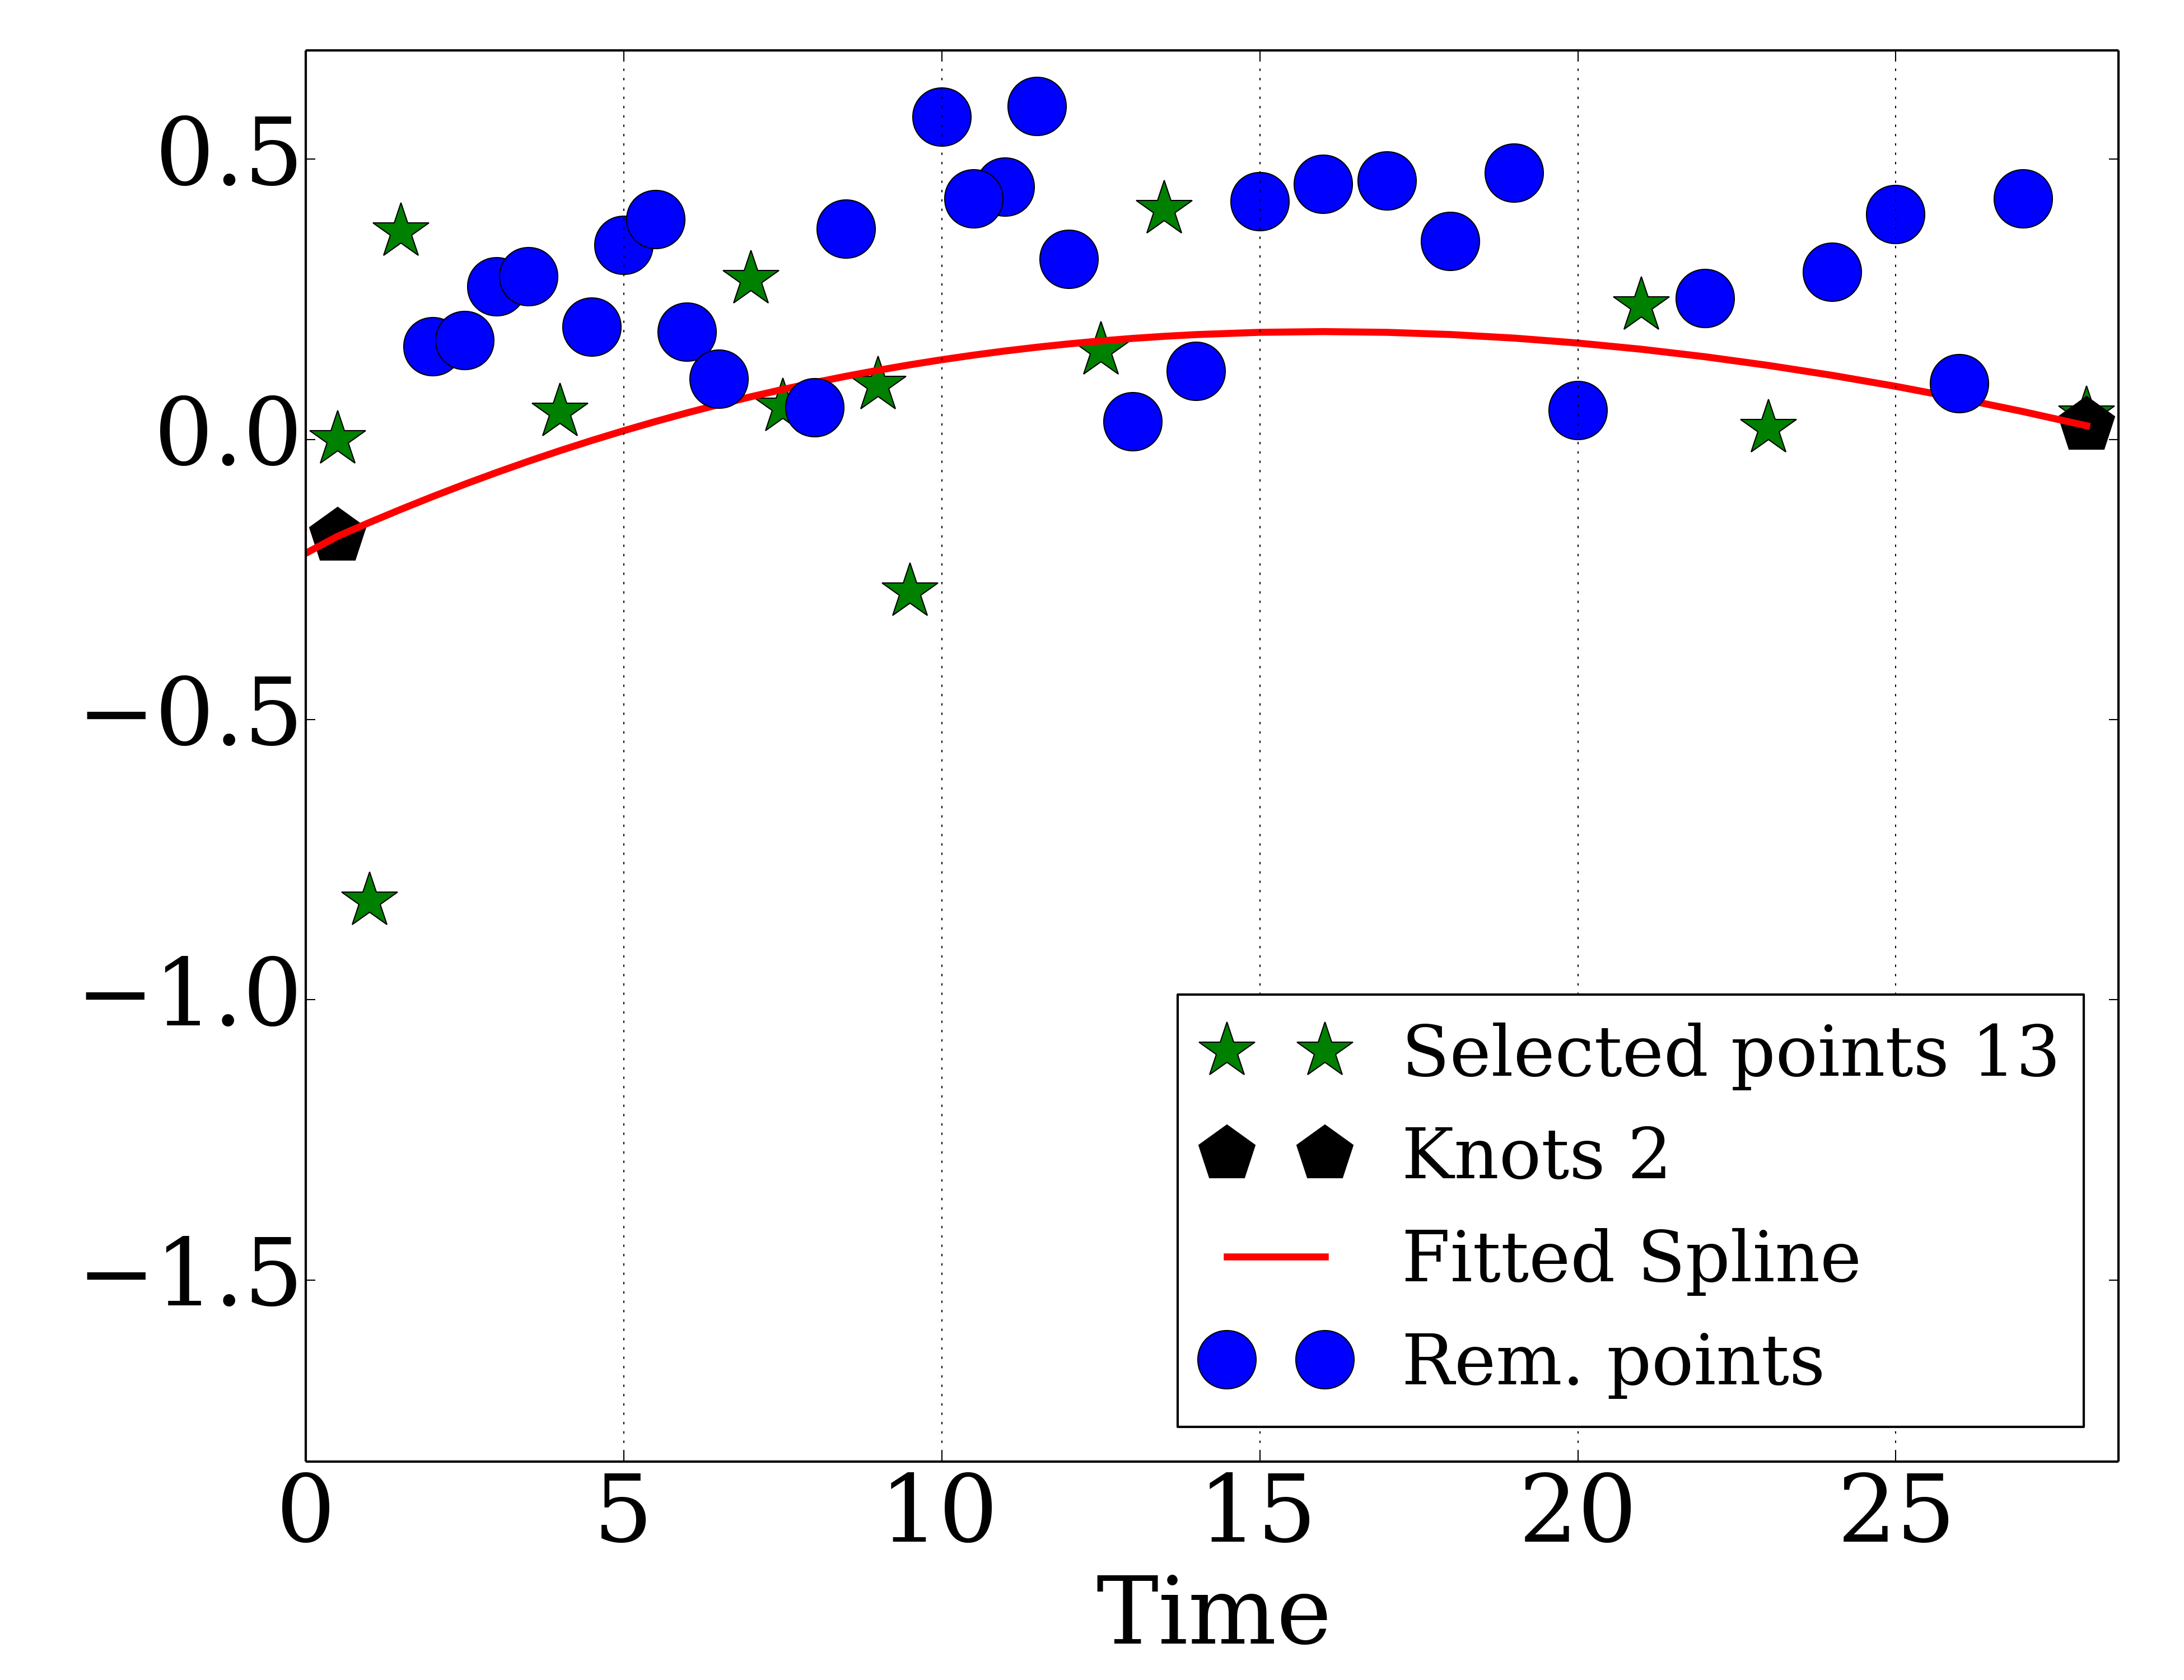 0.5
0.0
−0.5
−1.0
−1.5
Selected points 13
Knots 2
Fitted Spline
Rem. points
0 5 10 15 20 25
Time